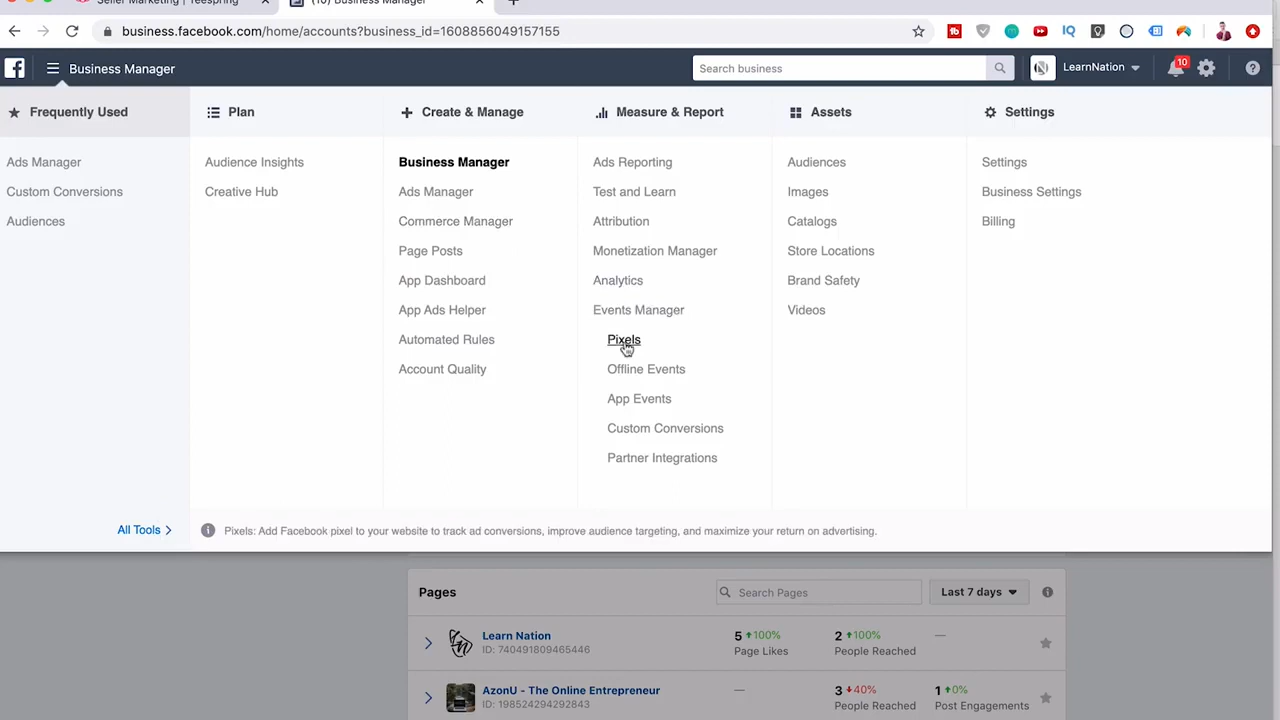 Seller Marketing | Teespring
(10) Business Manager
business.facebook.com/home/accounts?business_id=1608856049157155
Business Manager
Search business
LearnNation
10
Frequently Used
Ads Manager
Custom Conversions
Audiences
All Tools
Plan
Audience Insights
Creative Hub
Create & Manage
Business Manager
Ads Manager
Commerce Manager
Page Posts
App Dashboard
App Ads Helper
Automated Rules
Account Quality
Measure & Report
Ads Reporting
Test and Learn
Attribution
Monetization Manager
Analytics
Events Manager
Pixels
Offline Events
App Events
Custom Conversions
Partner Integrations
Assets
Audiences
Images
Catalogs
Store Locations
Brand Safety
Videos
Settings
Settings
Business Settings
Billing
Pixels: Add Facebook pixel to your website to track ad conversions, improve audience targeting, and maximize your return on advertising.
Pages
Search Pages
Last 7 days
Learn Nation
ID: 740491809465446
5 100%
Page Likes
2 100%
People Reached
—
AzonU - The Online Entrepreneur
ID: 198524294292843
—
3 40%
People Reached
1 0%
Post Engagements